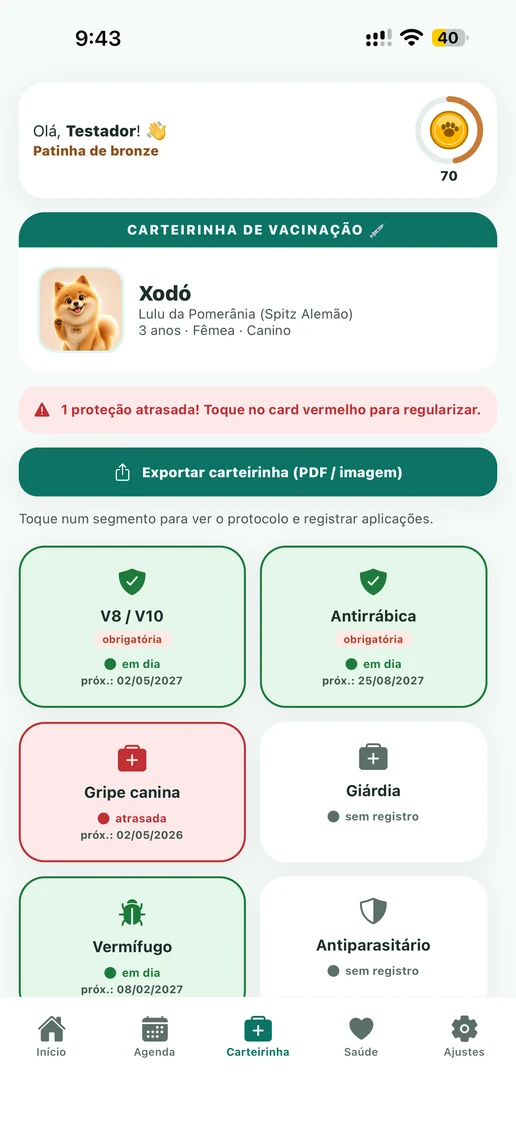 9:43
40
Olá, Testador! 👋
Patinha de bronze
70
CARTEIRINHA DE VACINAÇÃO 💉
Xodó
Lulu da Pomerânia (Spitz Alemão)
3 anos · Fêmea · Canino
1 proteção atrasada! Toque no card vermelho para regularizar.
Exportar carteirinha (PDF / imagem)
Toque num segmento para ver o protocolo e registrar aplicações.
V8 / V10
obrigatória
em dia
próx.: 02/05/2027
Antirrábica
obrigatória
em dia
próx.: 25/08/2027
Gripe canina
atrasada
próx.: 02/05/2026
Giárdia
sem registro
Vermífugo
em dia
próx.: 08/02/2027
Antiparasitário
sem registro
Início
Agenda
Carteirinha
Saúde
Ajustes